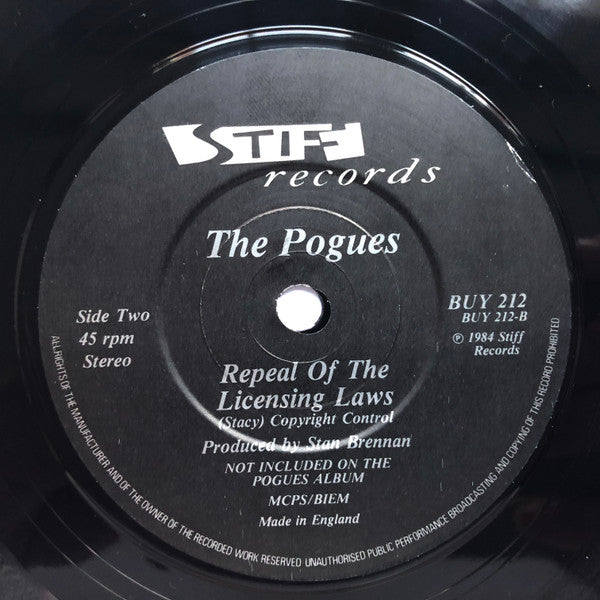 STIFF
records
The Pogues
Side Two
45 rpm
Stereo
BUY 212
BUY 212-B
℗ 1984 Stiff
Records
Repeal Of The
Licensing Laws
(Stacy) Copyright Control
Produced by Stan Brennan
NOT INCLUDED ON THE
POGUES ALBUM
MCPS/BIEM
Made in England
ALL RIGHTS OF THE MANUFACTURER AND OF THE OWNER OF THE RECORDED WORK RESERVED UNAUTHORISED PUBLIC PERFORMANCE BROADCASTING AND COPYING OF THIS RECORD PROHIBITED